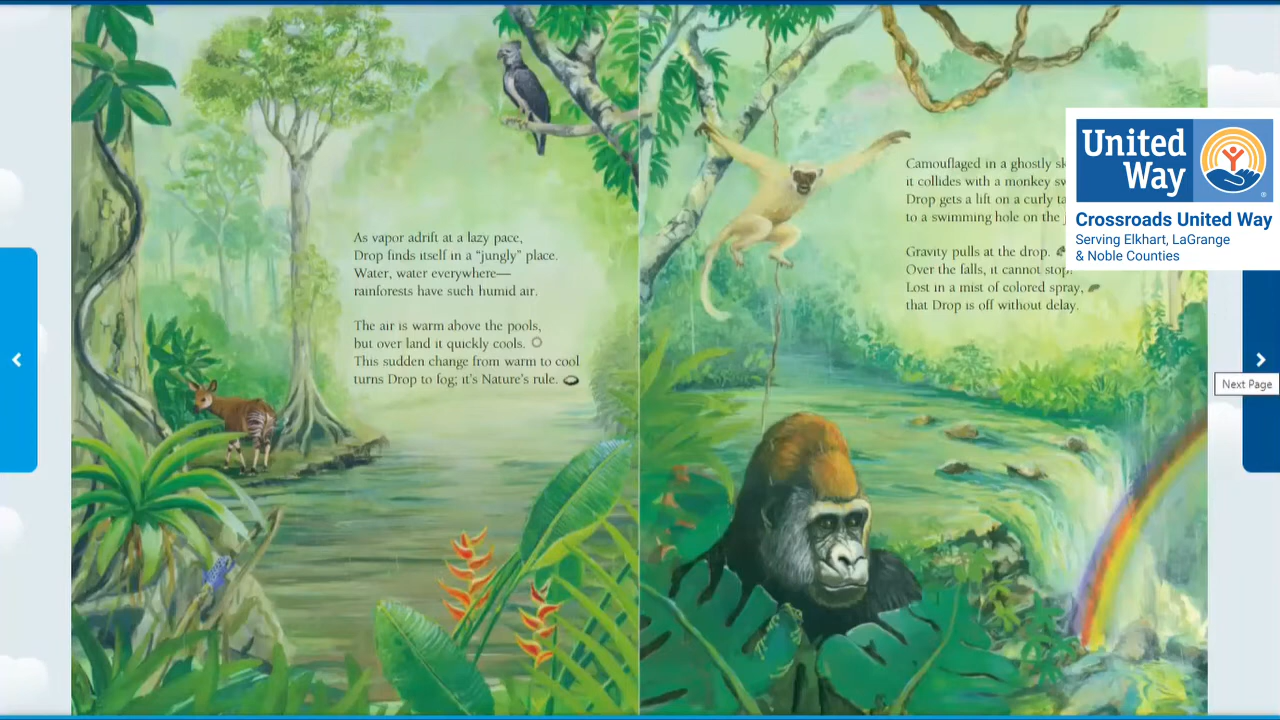 As vapor adrift at a lazy pace,
Drop finds itself in a “jungly” place.
Water, water everywhere—
rainforests have such humid air.
The air is warm above the pools,
but over land it quickly cools.
This sudden change from warm to cool
turns Drop to fog; it’s Nature’s rule.
Camouflaged in a ghostly
it collides with a monkey
Drop gets a lift on a curly
to a swimming hole on the
Gravity pulls at the drop.
Over the falls, it cannot stop.
Lost in a mist of colored spray,
that Drop is off without delay.
United
Way
Crossroads United Way
Serving Elkhart, LaGrange
& Noble Counties
Next Page